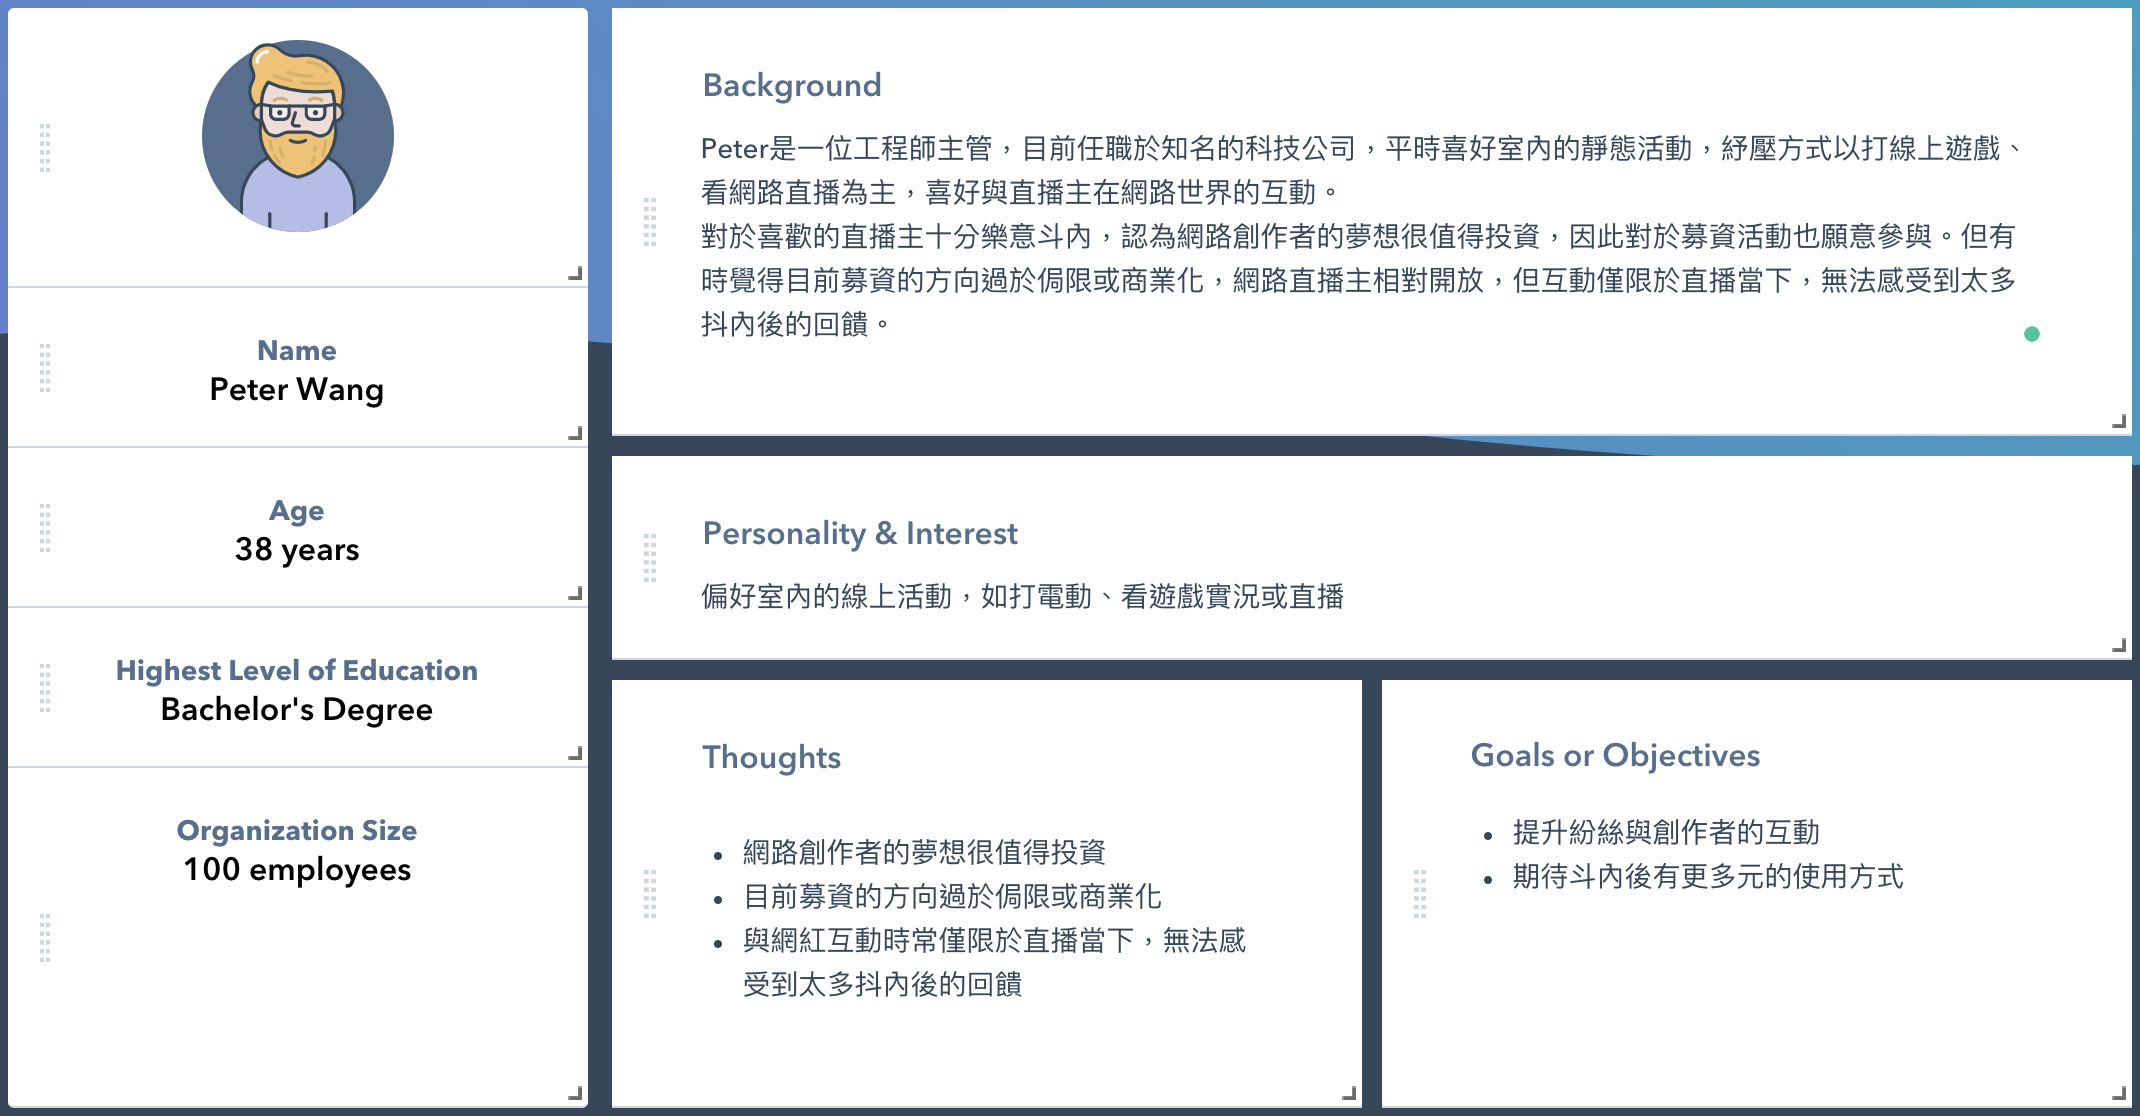 Name
Peter Wang
Age
38 years
Highest Level of Education
Bachelor's Degree
Organization Size
100 employees
Background
Peter是一位工程師主管，目前任職於知名的科技公司，平時喜好室內的靜態活動，紓壓方式以打線上遊戲、
看網路直播為主，喜好與直播主在網路世界的互動。
對於喜歡的直播主十分樂意斗內，認為網路創作者的夢想很值得投資，因此對於募資活動也願意參與。但有
時覺得目前募資的方向過於侷限或商業化，網路直播主相對開放，但互動僅限於直播當下，無法感受到太多
抖內後的回饋。
Personality & Interest
偏好室內的線上活動，如打電動、看遊戲實況或直播
Thoughts
• 網路創作者的夢想很值得投資
• 目前募資的方向過於侷限或商業化
• 與網紅互動時常僅限於直播當下，無法感
受到太多抖內後的回饋
Goals or Objectives
• 提升紛絲與創作者的互動
• 期待斗內後有更多元的使用方式